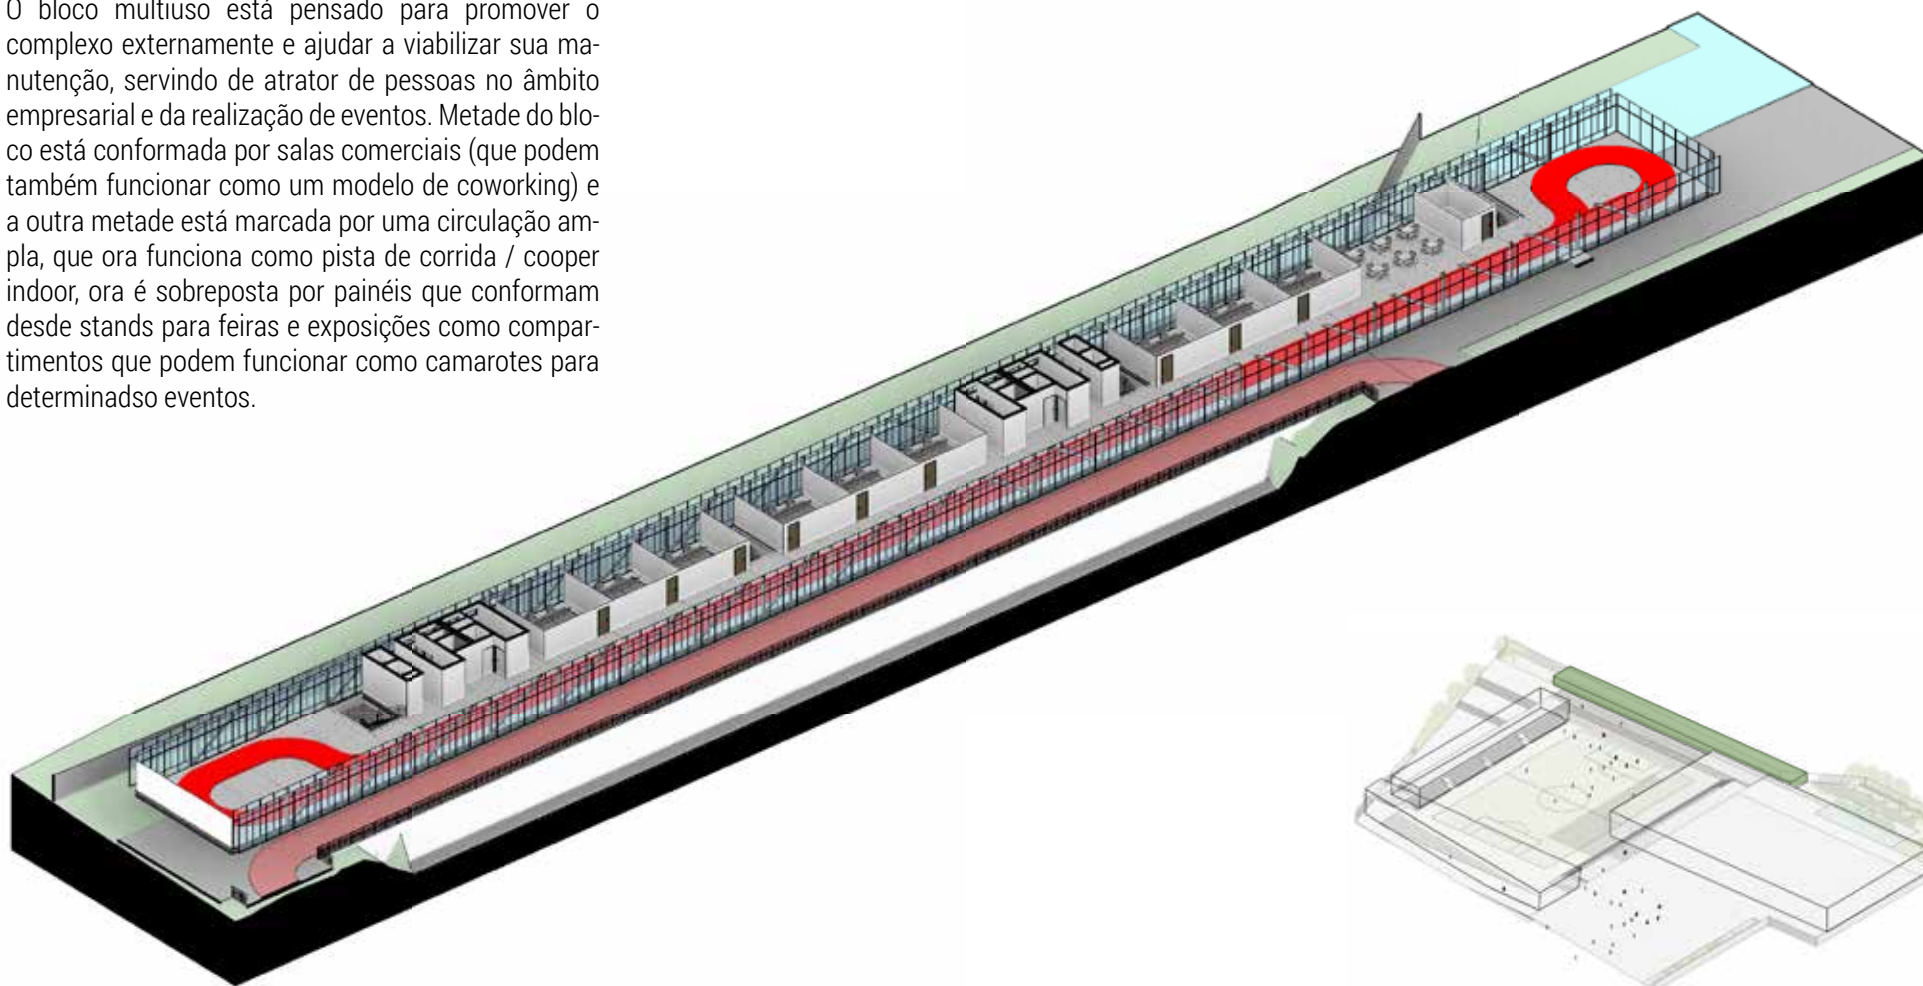 O bloco multiuso está pensado para promover o
complexo externamente e ajudar a viabilizar sua ma-
nutenção, servindo de atrator de pessoas no âmbito
empresarial e da realização de eventos. Metade do blo-
co está conformada por salas comerciais (que podem
também funcionar como um modelo de coworking) e
a outra metade está marcada por uma circulação am-
pla, que ora funciona como pista de corrida / cooper
indoor, ora é sobreposta por painéis que conformam
desde stands para feiras e exposições como compar-
timentos que podem funcionar como camarotes para
determinadso eventos.